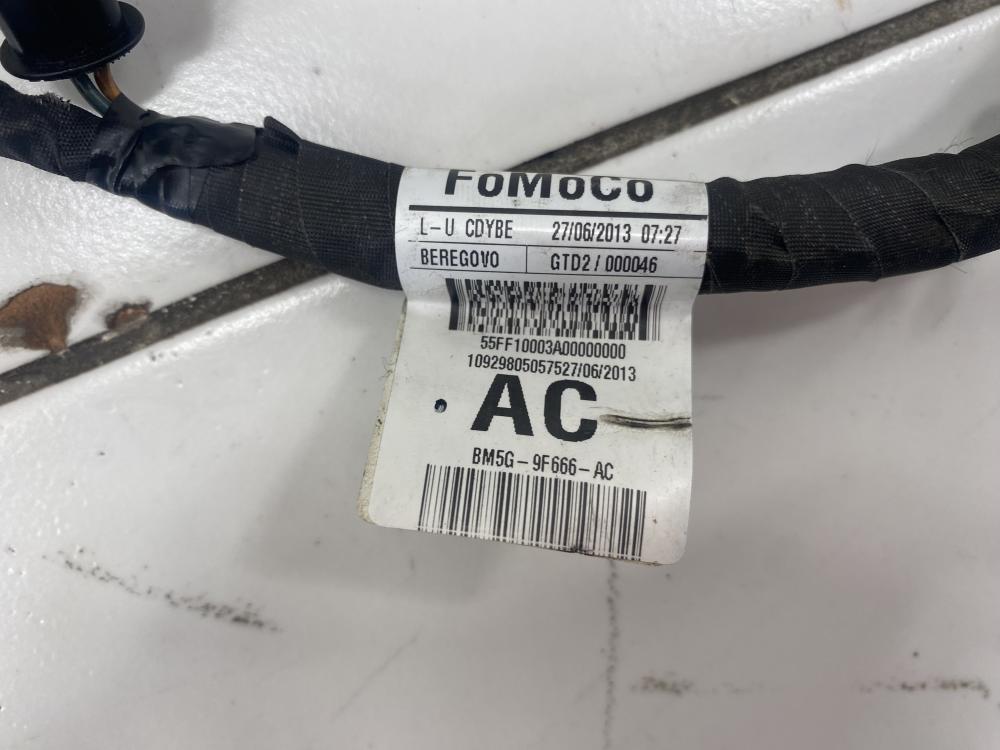 FoMoCo
L-U CDYBE 27/06/2013 07:27
BEREGOVO GTD2 / 000046
55FF10003A00000000
10929805057527/06/2013
AC
BM5G-9F666-AC